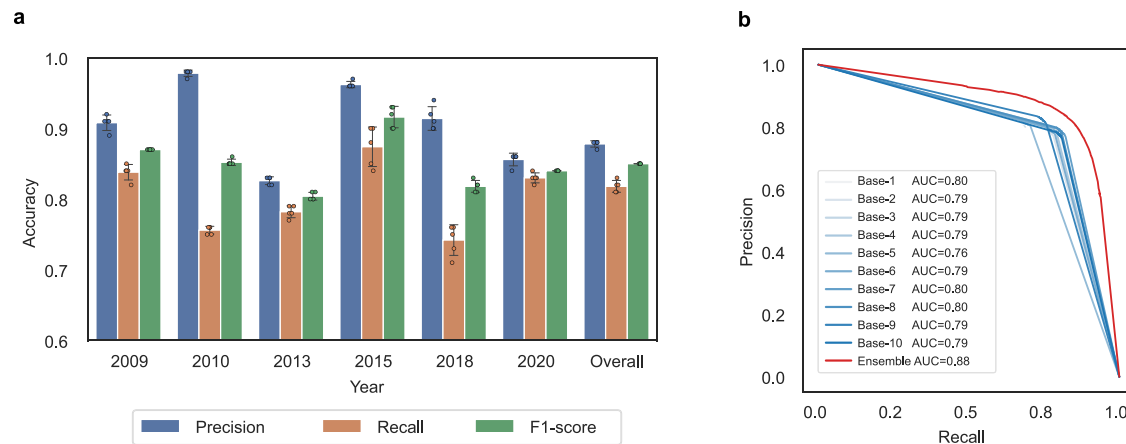 a
1.0
0.9
0.8
0.7
0.6
Accuracy
2009 2010 2013 2015 2018 2020 Overall
Year
Precision Recall F1-score
b
1.0
0.8
0.6
0.4
0.2
0.0
Precision
Base-1 AUC=0.80
Base-2 AUC=0.79
Base-3 AUC=0.79
Base-4 AUC=0.79
Base-5 AUC=0.76
Base-6 AUC=0.79
Base-7 AUC=0.80
Base-8 AUC=0.80
Base-9 AUC=0.79
Base-10 AUC=0.79
Ensemble AUC=0.88
0.0 0.2 0.5 0.8 1.0
Recall